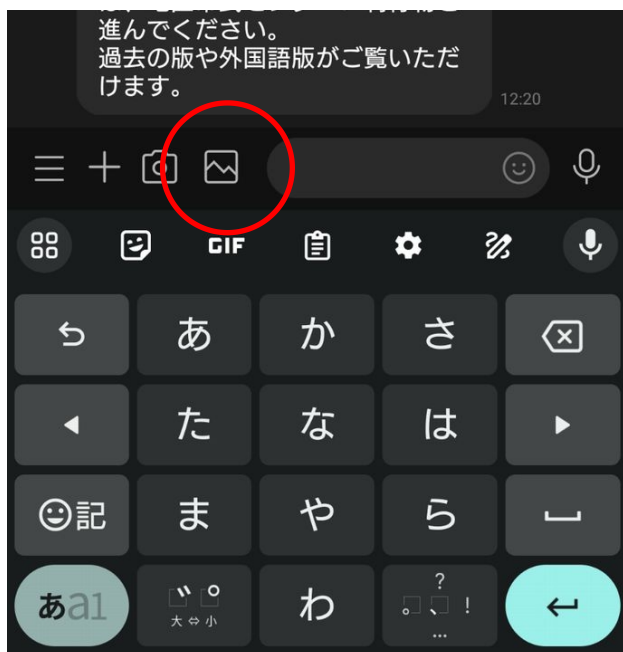 進んでください。
過去の版や外国語版がご覧いただ
けます。
12:20
GIF
あ か さ
た な は
記 ま や ら
あa1 大⇔小 わ 。、?!…